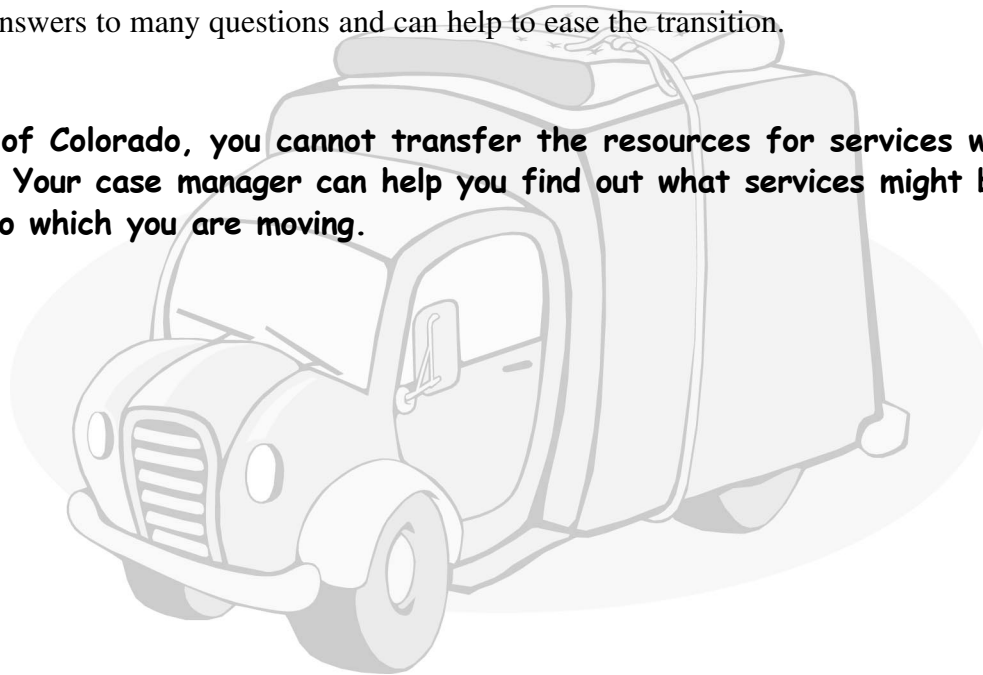 nswers to many questions and can help to ease the transition.
of Colorado, you cannot transfer the resources for services w
Your case manager can help you find out what services might b
o which you are moving.